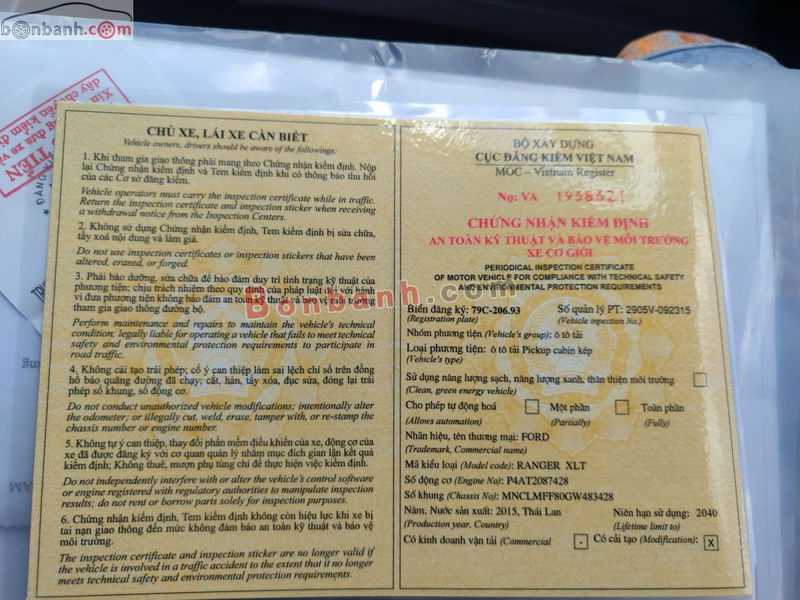 bonbanh.com
CHỦ XE, LÁI XE CẦN BIẾT
Vehicle owners, drivers should be aware of the followings:
1. Khi tham gia giao thông phải mang theo Chứng nhận kiểm định. Nộp
lại Chứng nhận kiểm định và Tem kiểm định khi có thông báo thu hồi
của các Cơ sở đăng kiểm.
Vehicle operators must carry the inspection certificate while in traffic.
Return the inspection certificate and inspection sticker when receiving
a withdrawal notice from the Inspection Centers.
2. Không sử dụng Chứng nhận kiểm định, Tem kiểm định bị sửa chữa,
tẩy xoá nội dung và làm giả.
Do not use inspection certificates or inspection stickers that have been
altered, erased, or forged.
3. Phải bảo dưỡng, sửa chữa để bảo đảm duy trì tình trạng kỹ thuật của
phương tiện; chịu trách nhiệm theo quy định của pháp luật đối với hành
vi đưa phương tiện không bảo đảm an toàn kỹ thuật và bảo vệ môi trường
tham gia giao thông đường bộ.
Perform maintenance and repairs to maintain the vehicle's technical
condition; legally liable for operating a vehicle that fails to meet technical
safety and environmental protection requirements to participate in
road traffic.
4. Không cải tạo trái phép; cố ý can thiệp làm sai lệch chỉ số trên đồng
hồ báo quãng đường đã chạy; cắt, hàn, tẩy xóa, đục sửa, đóng lại trái
phép số khung, số động cơ.
Do not conduct unauthorized vehicle modifications; intentionally alter
the odometer; or illegally cut, weld, erase, tamper with, or re-stamp the
chassis number or engine number.
5. Không tự ý can thiệp, thay đổi phần mềm điều khiển của xe, động cơ của
xe đã được đăng ký với cơ quan quản lý nhằm mục đích gian lận kết quả
kiểm định; Không thuê, mượn phụ tùng chỉ để thực hiện việc kiểm định.
Do not independently interfere with or alter the vehicle's control software
or engine registered with regulatory authorities to manipulate inspection
results; do not rent or borrow parts solely for inspection purposes.
6. Chứng nhận kiểm định, Tem kiểm định không còn hiệu lực khi xe bị
tai nạn giao thông đến mức không đảm bảo an toàn kỹ thuật và bảo vệ
môi trường.
The inspection certificate and inspection sticker are no longer valid if
the vehicle is involved in a traffic accident to the extent that it no longer
meets technical safety and environmental protection requirements.
BỘ XÂY DỰNG
CỤC ĐĂNG KIỂM VIỆT NAM
MOC – Vietnam Register
No: VA 1958621
CHỨNG NHẬN KIỂM ĐỊNH
AN TOÀN KỸ THUẬT VÀ BẢO VỆ MÔI TRƯỜNG
XE CƠ GIỚI
PERIODICAL INSPECTION CERTIFICATE
OF MOTOR VEHICLE FOR COMPLIANCE WITH TECHNICAL SAFETY
AND ENVIRONMENTAL PROTECTION REQUIREMENTS
Bonbanh.com
Biển đăng ký: 79C-206.93 Số quản lý PT: 2905V-092315
(Registration plate) (Vehicle inspection No.)
Nhóm phương tiện (Vehicle's group): ô tô tải
Loại phương tiện: ô tô tải Pickup cabin kép
(Vehicle's type)
Sử dụng năng lượng sạch, năng lượng xanh, thân thiện môi trường
(Clean, green energy vehicle)
Cho phép tự động hoá Một phần Toàn phần
(Allows automation) (Partially) (Fully)
Nhãn hiệu, tên thương mại: FORD
(Trademark, Commercial name)
Mã kiểu loại (Model code): RANGER XLT
Số động cơ (Engine No): P4AT2087428
Số khung (Chassis No): MNCLMFF80GW483428
Năm, Nước sản xuất: 2015, Thái Lan Niên hạn sử dụng: 2040
(Production year, Country) (Lifetime limit to)
Có kinh doanh vận tải (Commercial - Có cải tạo (Modification): X